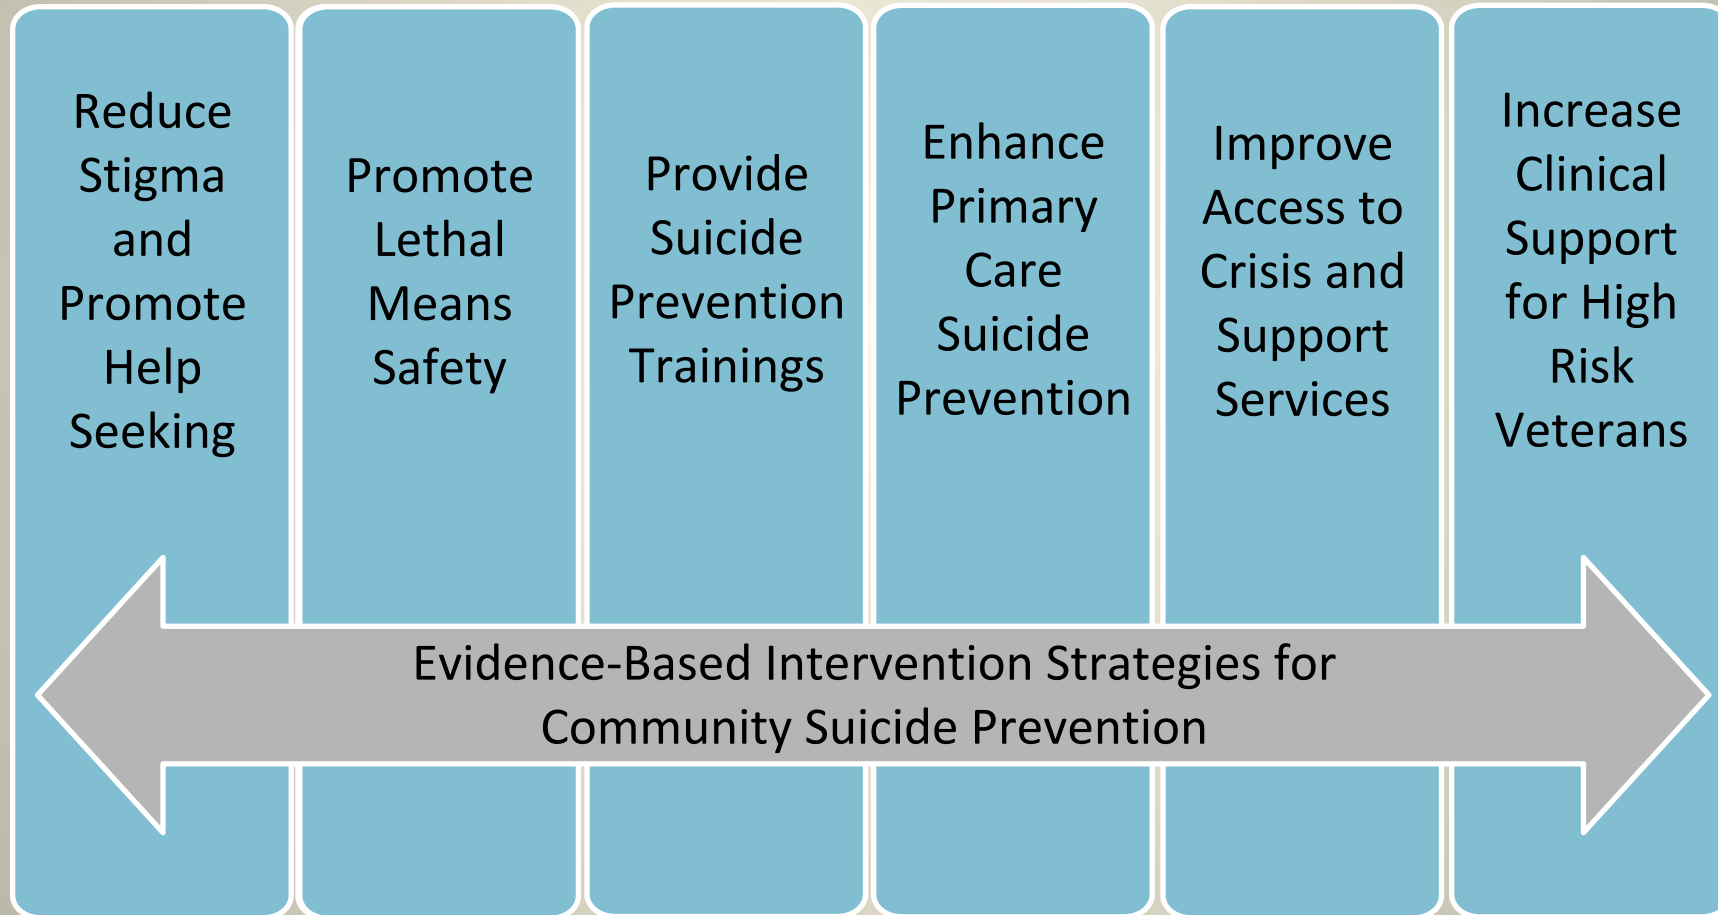 Reduce
Stigma
and
Promote
Help
Seeking
Promote
Lethal
Means
Safety
Provide
Suicide
Prevention
Trainings
Enhance
Primary
Care
Suicide
Prevention
Improve
Access to
Crisis and
Support
Services
Increase
Clinical
Support
for High
Risk
Veterans
Evidence-Based Intervention Strategies for
Community Suicide Prevention